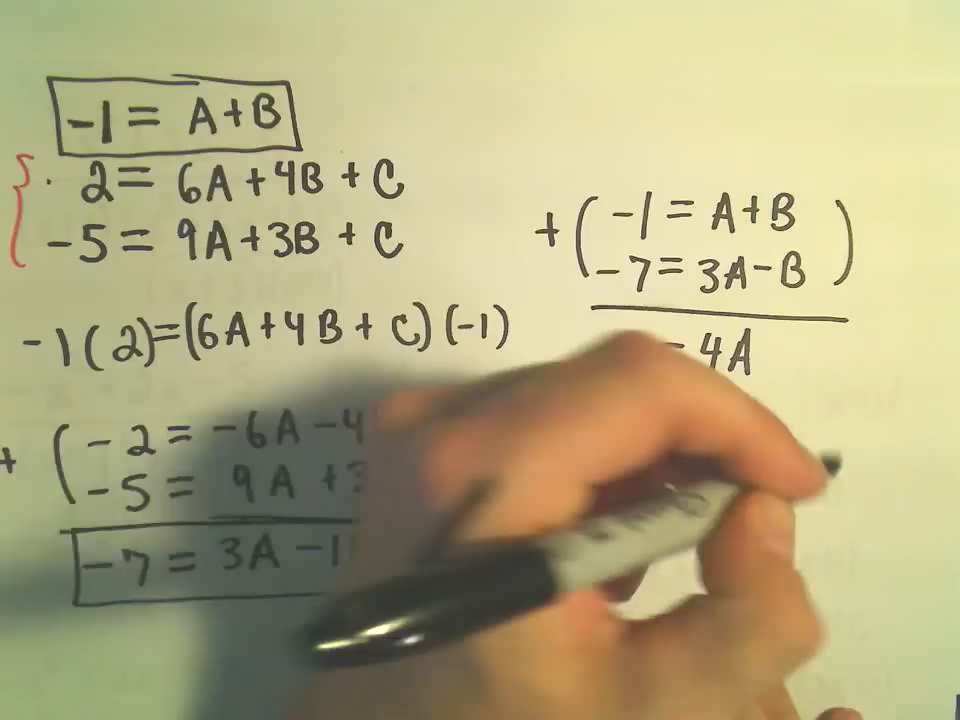 -1 = A+B
2 = 6A+4B+C
-5 = 9A+3B+C
-1(2)=(6A+4B+C)(-1)
+ (-2 = -6A-4
-5 = 9A+3
-7 = 3A-1
+ (-1 = A+B)
-7 = 3A-B
= 4A